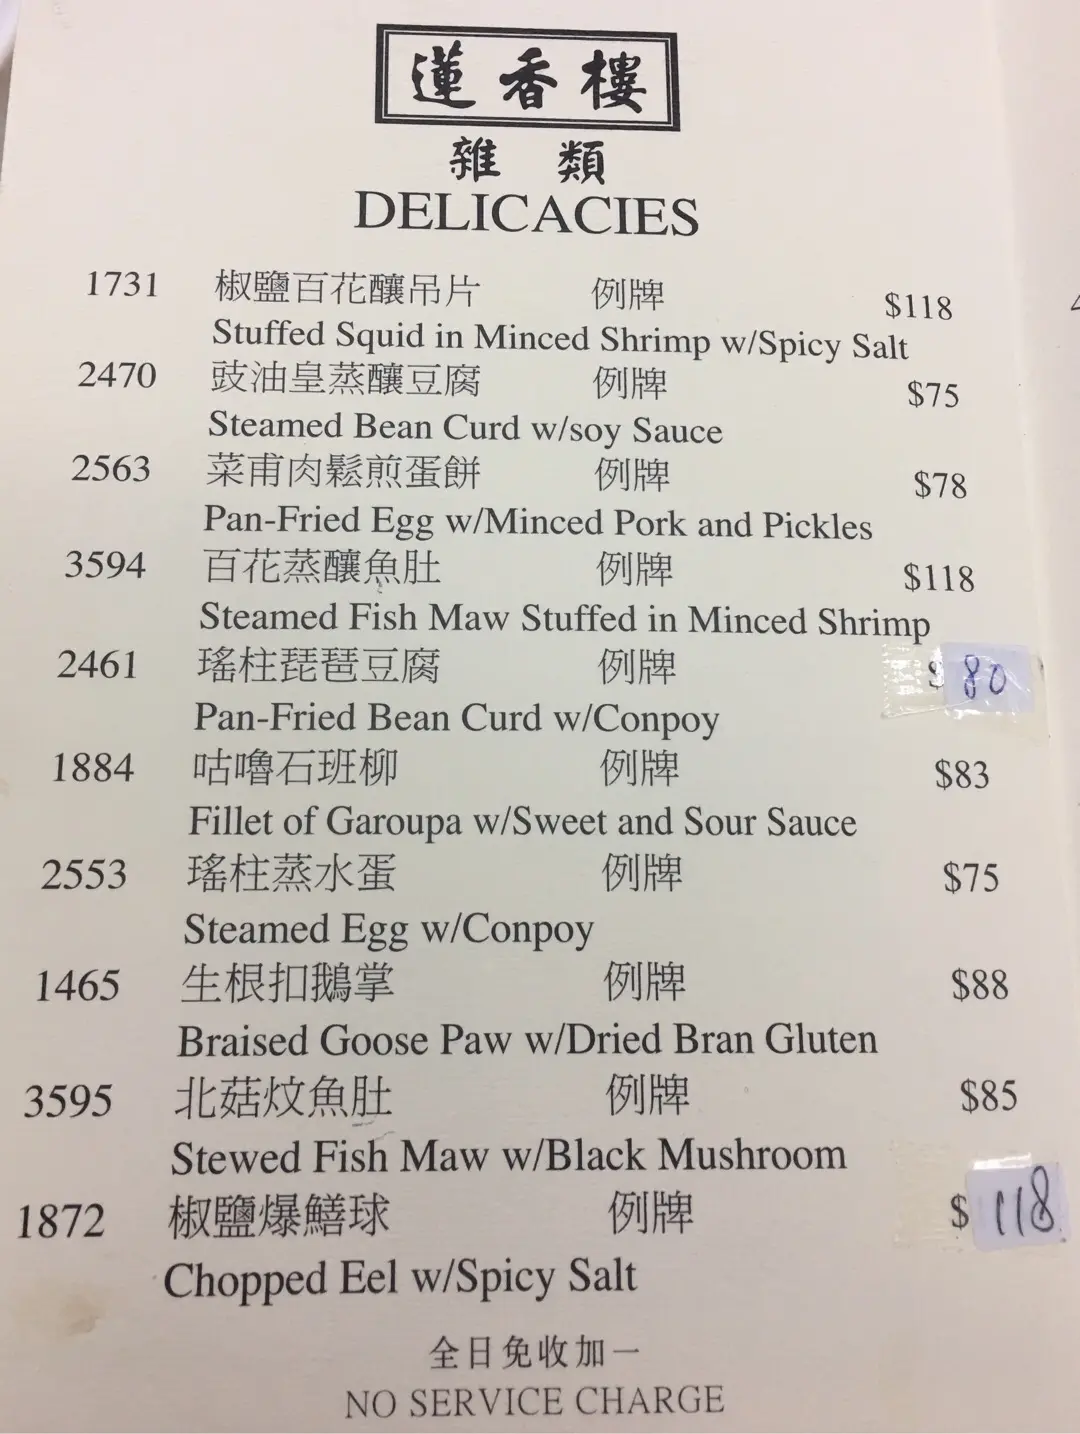 蓮香樓
雜類
DELICACIES
1731 椒鹽百花釀吊片 例牌 $118
Stuffed Squid in Minced Shrimp w/Spicy Salt
2470 豉油皇蒸釀豆腐 例牌 $75
Steamed Bean Curd w/soy Sauce
2563 菜甫肉鬆煎蛋餅 例牌 $78
Pan-Fried Egg w/Minced Pork and Pickles
3594 百花蒸釀魚肚 例牌 $118
Steamed Fish Maw Stuffed in Minced Shrimp
2461 瑤柱琵琶豆腐 例牌 $80
Pan-Fried Bean Curd w/Conpoy
1884 咕嚕石班柳 例牌 $83
Fillet of Garoupa w/Sweet and Sour Sauce
2553 瑤柱蒸水蛋 例牌 $75
Steamed Egg w/Conpoy
1465 生根扣鵝掌 例牌 $88
Braised Goose Paw w/Dried Bran Gluten
3595 北菇炆魚肚 例牌 $85
Stewed Fish Maw w/Black Mushroom
1872 椒鹽爆鱔球 例牌 $118
Chopped Eel w/Spicy Salt
全日免收加一
NO SERVICE CHARGE